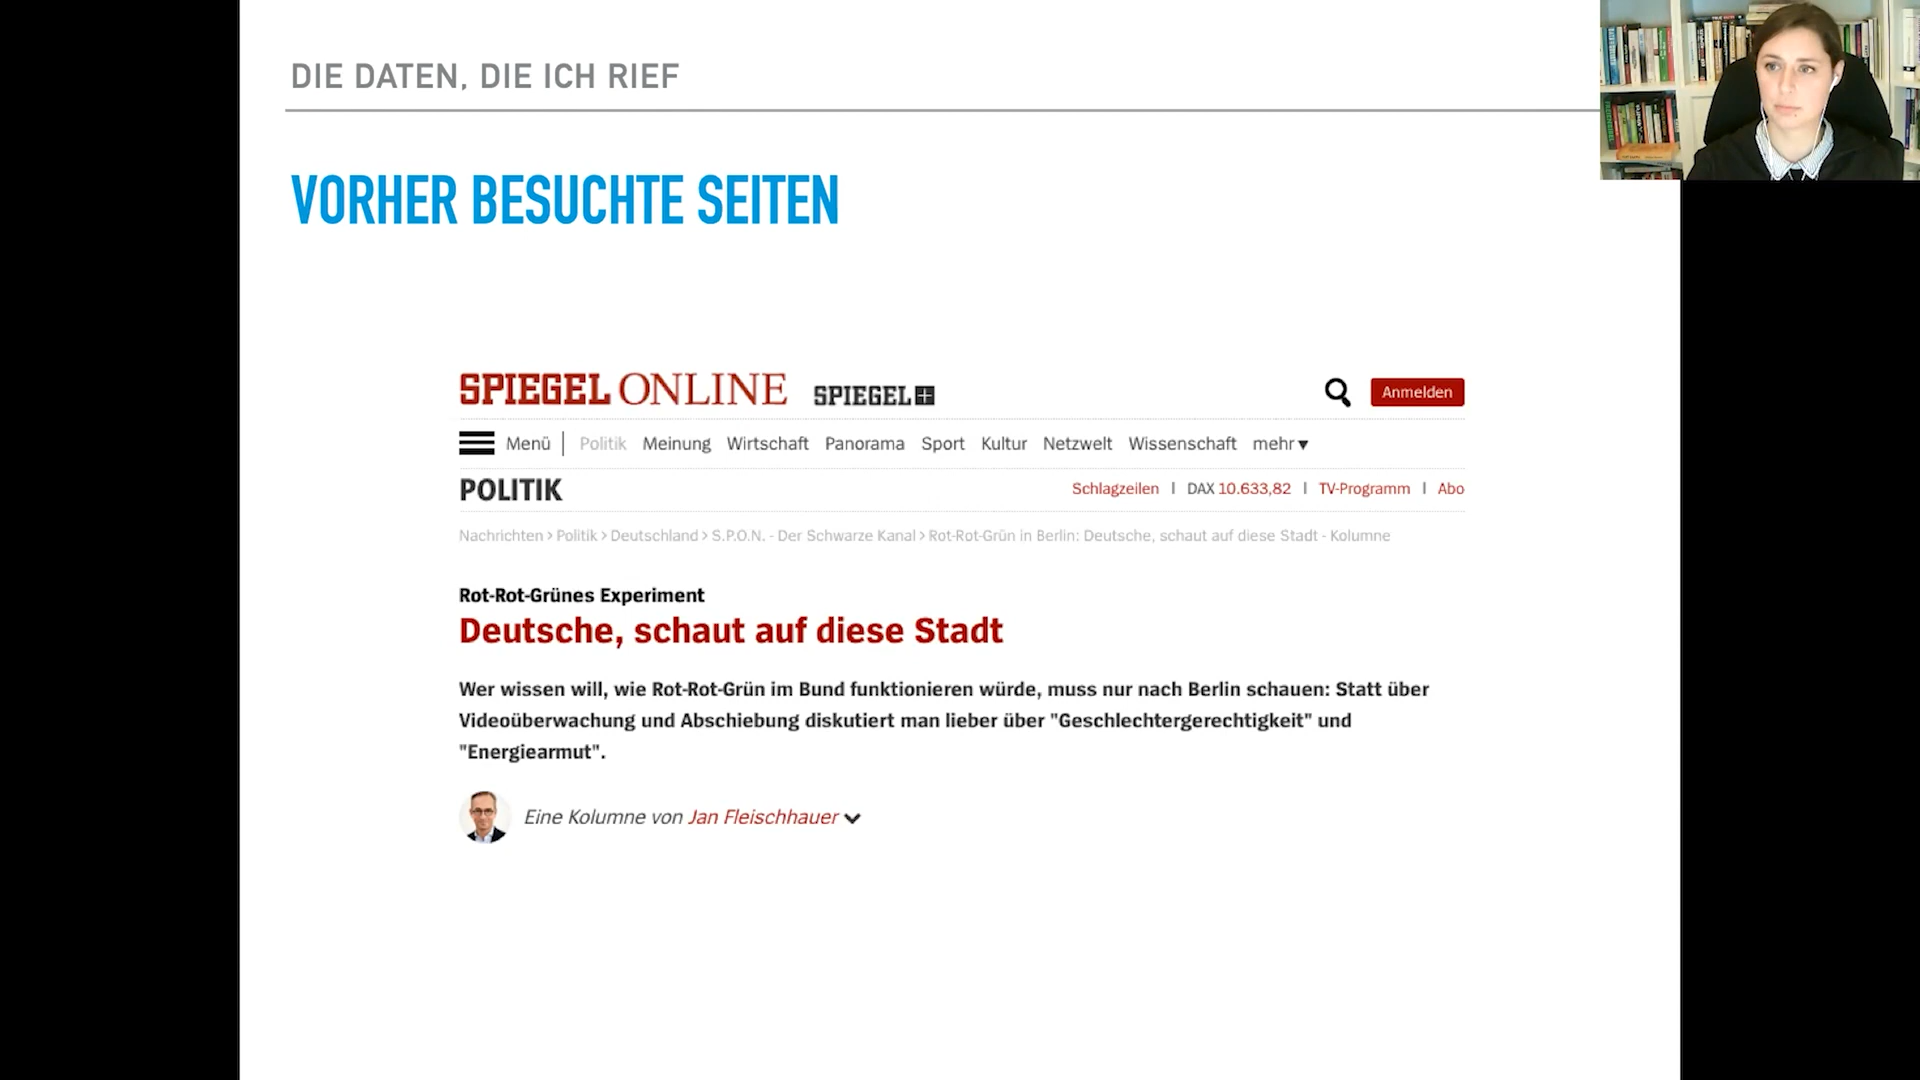 DIE DATEN, DIE ICH RIEF
VORHER BESUCHTE SEITEN
SPIEGEL ONLINE SPIEGEL+
Anmelden
Menü | Politik Meinung Wirtschaft Panorama Sport Kultur Netzwelt Wissenschaft mehr▼
POLITIK
Schlagzeilen | DAX 10.633,82 | TV-Programm | Abo
Nachrichten > Politik > Deutschland > S.P.O.N. - Der Schwarze Kanal > Rot-Rot-Grün in Berlin: Deutsche, schaut auf diese Stadt - Kolumne
Rot-Rot-Grünes Experiment
Deutsche, schaut auf diese Stadt
Wer wissen will, wie Rot-Rot-Grün im Bund funktionieren würde, muss nur nach Berlin schauen: Statt über
Videoüberwachung und Abschiebung diskutiert man lieber über "Geschlechtergerechtigkeit" und
"Energiearmut".
Eine Kolumne von Jan Fleischhauer